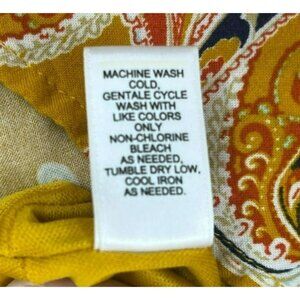 MACHINE WASH
COLD,
GENTALE CYCLE
WASH WITH
LIKE COLORS
ONLY
NON-CHLORINE
BLEACH
AS NEEDED,
TUMBLE DRY LOW,
COOL IRON
AS NEEDED.